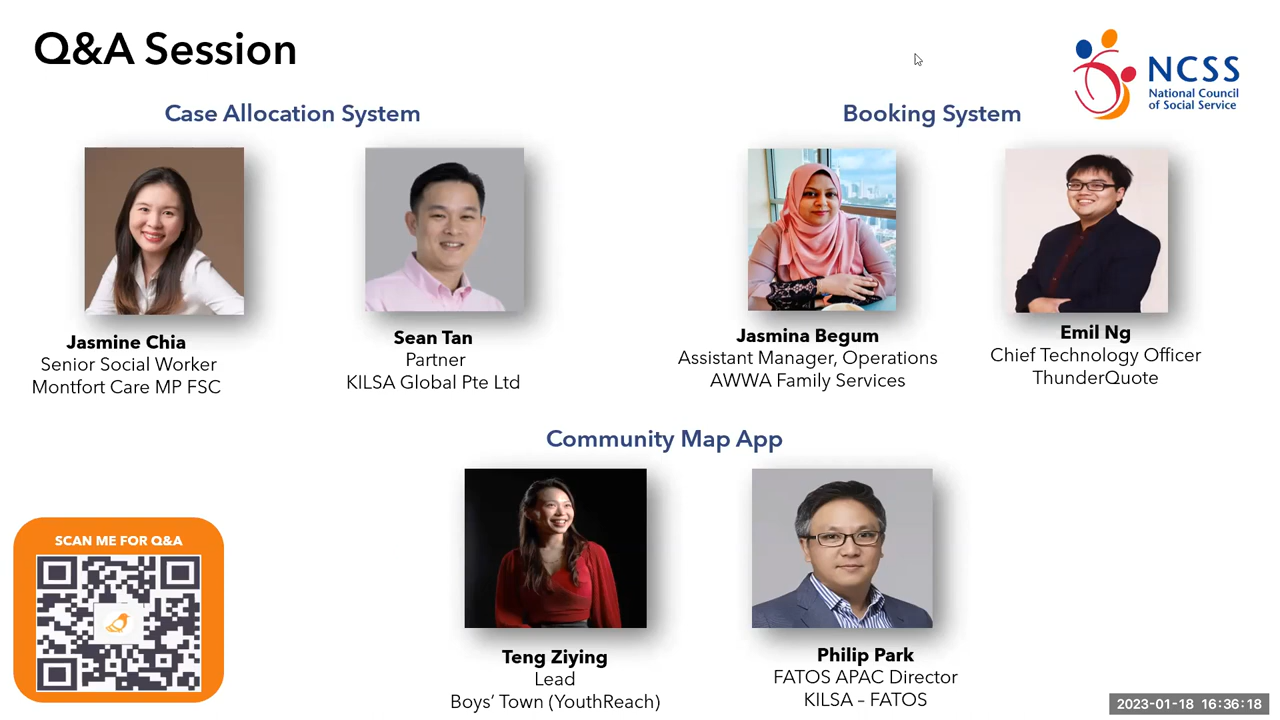 Q&A Session
NCSS
National Council
of Social Service
Case Allocation System
Booking System
Jasmine Chia
Senior Social Worker
Montfort Care MP FSC
Sean Tan
Partner
KILSA Global Pte Ltd
Jasmina Begum
Assistant Manager, Operations
AWWA Family Services
Emil Ng
Chief Technology Officer
ThunderQuote
Community Map App
SCAN ME FOR Q&A
Teng Ziying
Lead
Boys’ Town (YouthReach)
Philip Park
FATOS APAC Director
KILSA – FATOS
2023-01-18 16:36:18